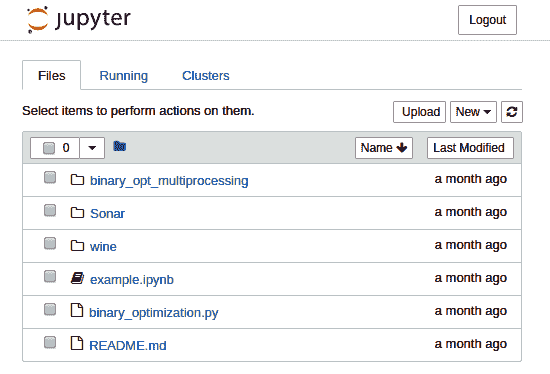 jupyter Logout
Files Running Clusters
Select items to perform actions on them. Upload New
0 Name Last Modified
binary_opt_multiprocessing a month ago
Sonar a month ago
wine a month ago
example.ipynb a month ago
binary_optimization.py a month ago
README.md a month ago